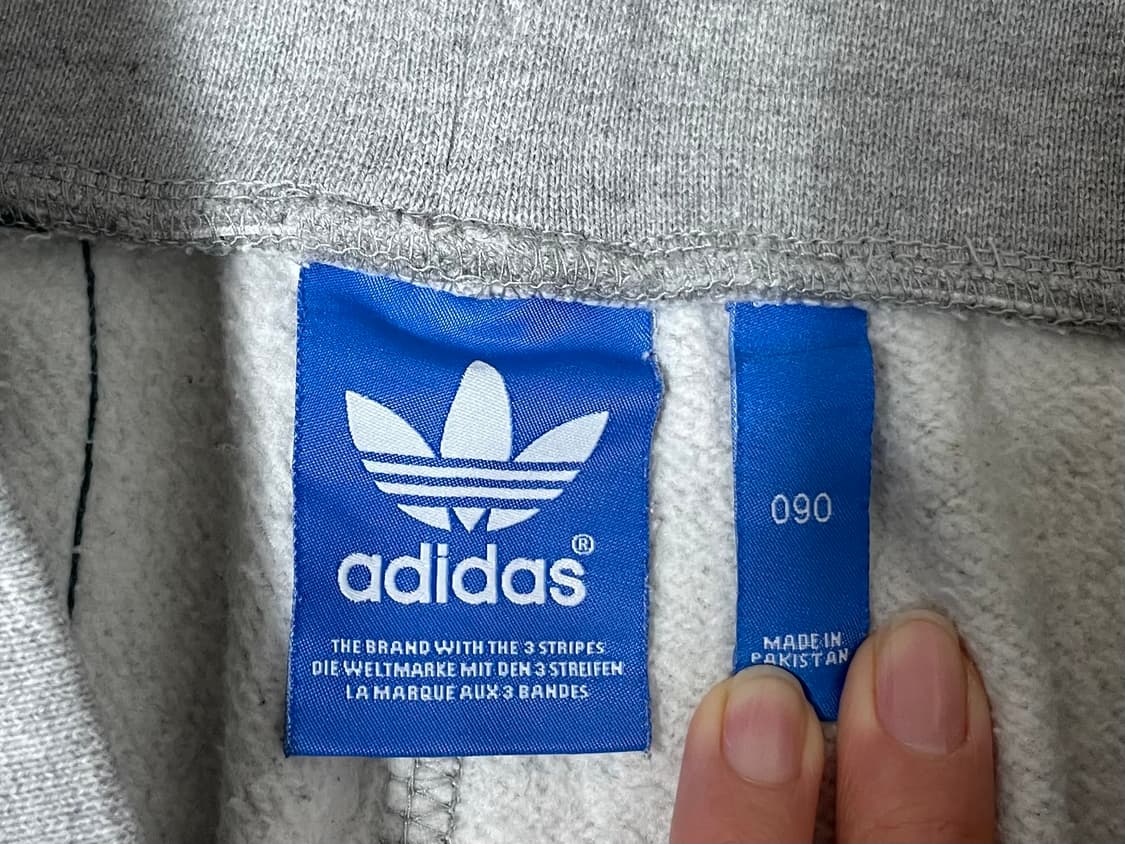 adidas®
THE BRAND WITH THE 3 STRIPES
DIE WELTMARKE MIT DEN 3 STREIFEN
LA MARQUE AUX 3 BANDES
090
MADE IN
PAKISTAN